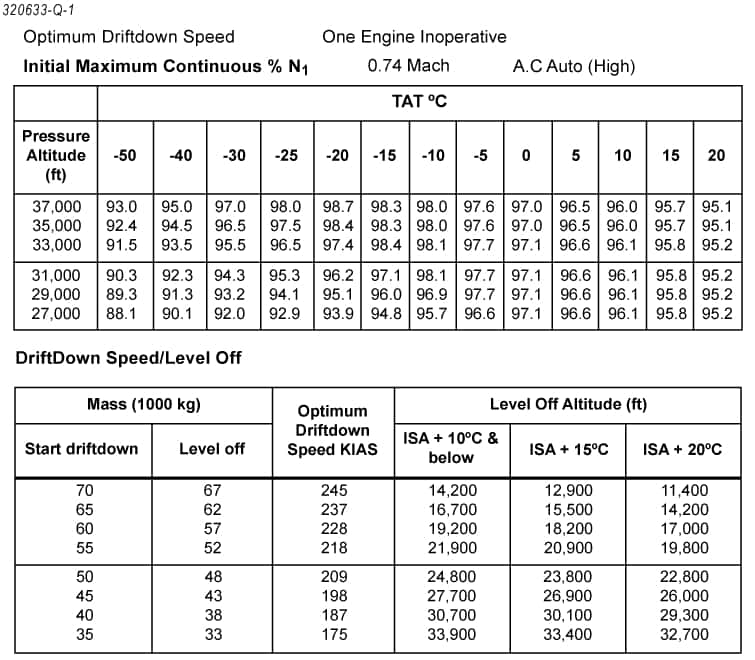 320633-Q-1
Optimum Driftdown Speed One Engine Inoperative
Initial Maximum Continuous % N1 0.74 Mach A.C Auto (High)
TAT ºC
Pressure Altitude (ft) -50 -40 -30 -25 -20 -15 -10 -5 0 5 10 15 20
37,000 93.0 95.0 97.0 98.0 98.7 98.3 98.0 97.6 97.0 96.5 96.0 95.7 95.1
35,000 92.4 94.5 96.5 97.5 98.4 98.3 98.0 97.6 97.0 96.5 96.0 95.7 95.1
33,000 91.5 93.5 95.5 96.5 97.4 98.4 98.1 97.7 97.1 96.6 96.1 95.8 95.2
31,000 90.3 92.3 94.3 95.3 96.2 97.1 98.1 97.7 97.1 96.6 96.1 95.8 95.2
29,000 89.3 91.3 93.2 94.1 95.1 96.0 96.9 97.7 97.1 96.6 96.1 95.8 95.2
27,000 88.1 90.1 92.0 92.9 93.9 94.8 95.7 96.6 97.1 96.6 96.1 95.8 95.2
DriftDown Speed/Level Off
Mass (1000 kg) Optimum Driftdown Speed KIAS Level Off Altitude (ft)
Start driftdown Level off ISA + 10ºC & below ISA + 15ºC ISA + 20ºC
70 67 245 14,200 12,900 11,400
65 62 237 16,700 15,500 14,200
60 57 228 19,200 18,200 17,000
55 52 218 21,900 20,900 19,800
50 48 209 24,800 23,800 22,800
45 43 198 27,700 26,900 26,000
40 38 187 30,700 30,100 29,300
35 33 175 33,900 33,400 32,700